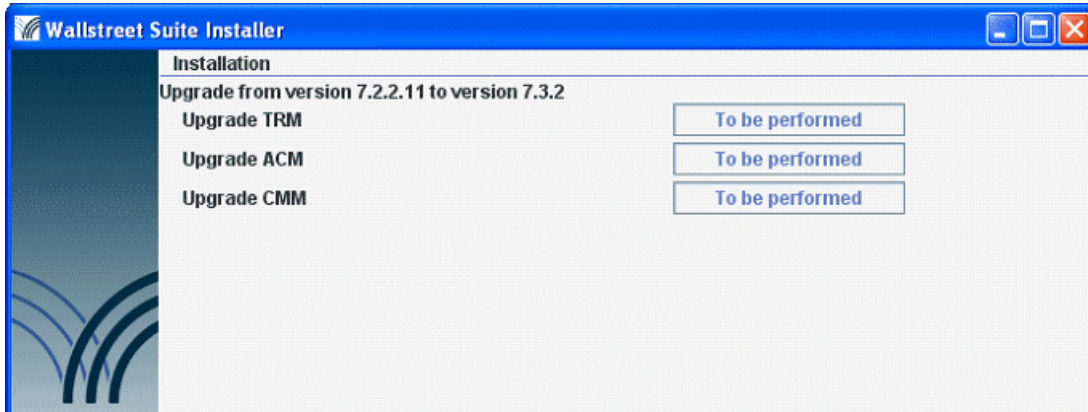 Wallstreet Suite Installer
Installation
Upgrade from version 7.2.2.11 to version 7.3.2
Upgrade TRM To be performed
Upgrade ACM To be performed
Upgrade CMM To be performed